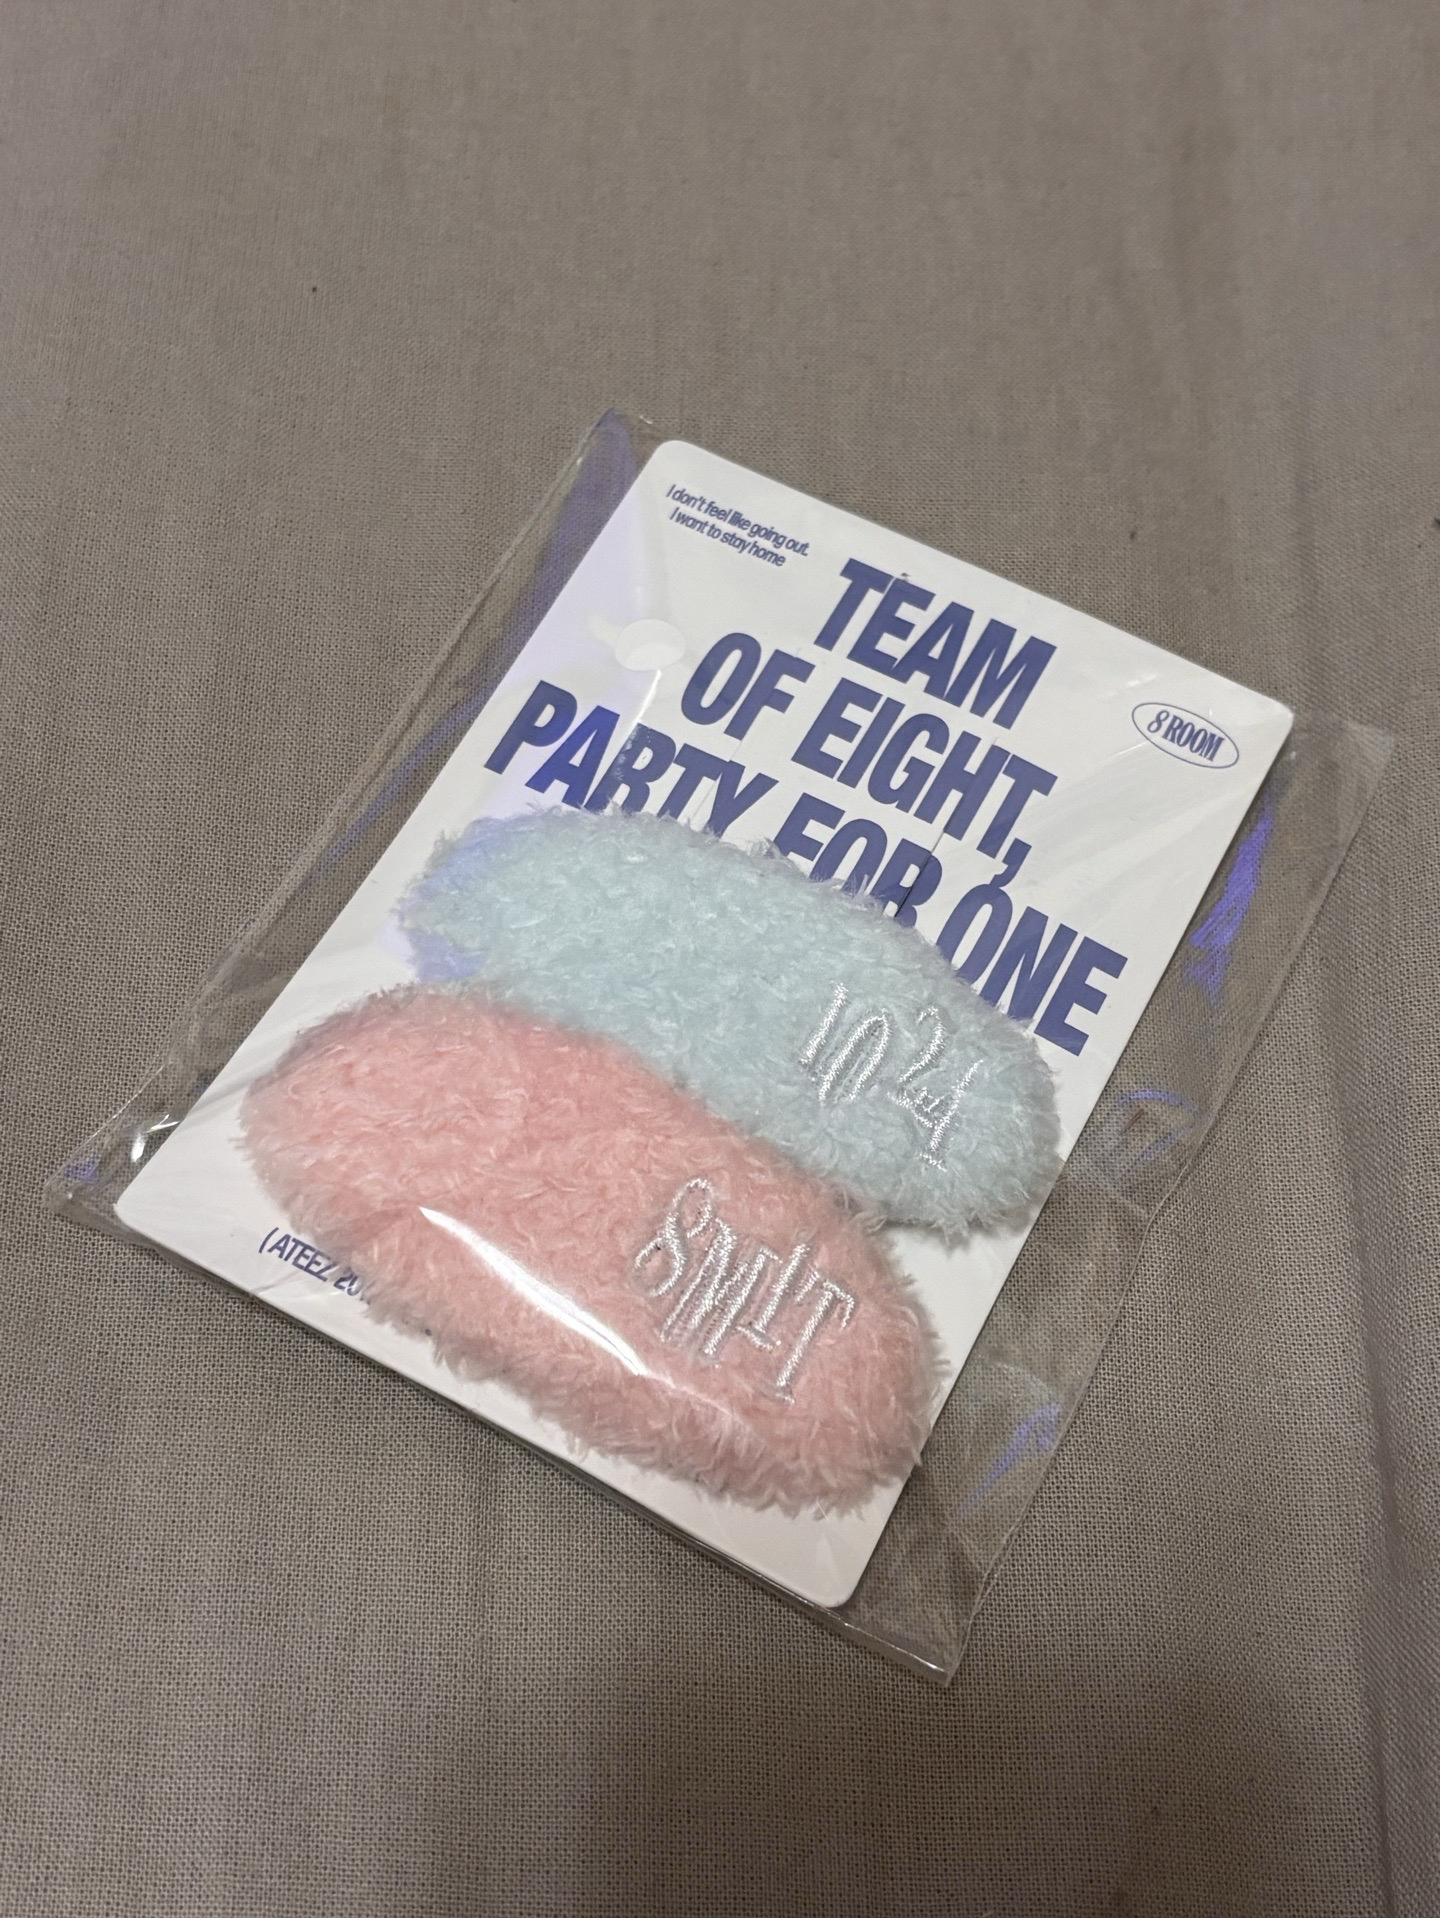 I don't feel like going out.
I want to stay home
TEAM
OF EIGHT,
PARTY FOR ONE
8 ROOM
1024
8MIT
(ATEEZ